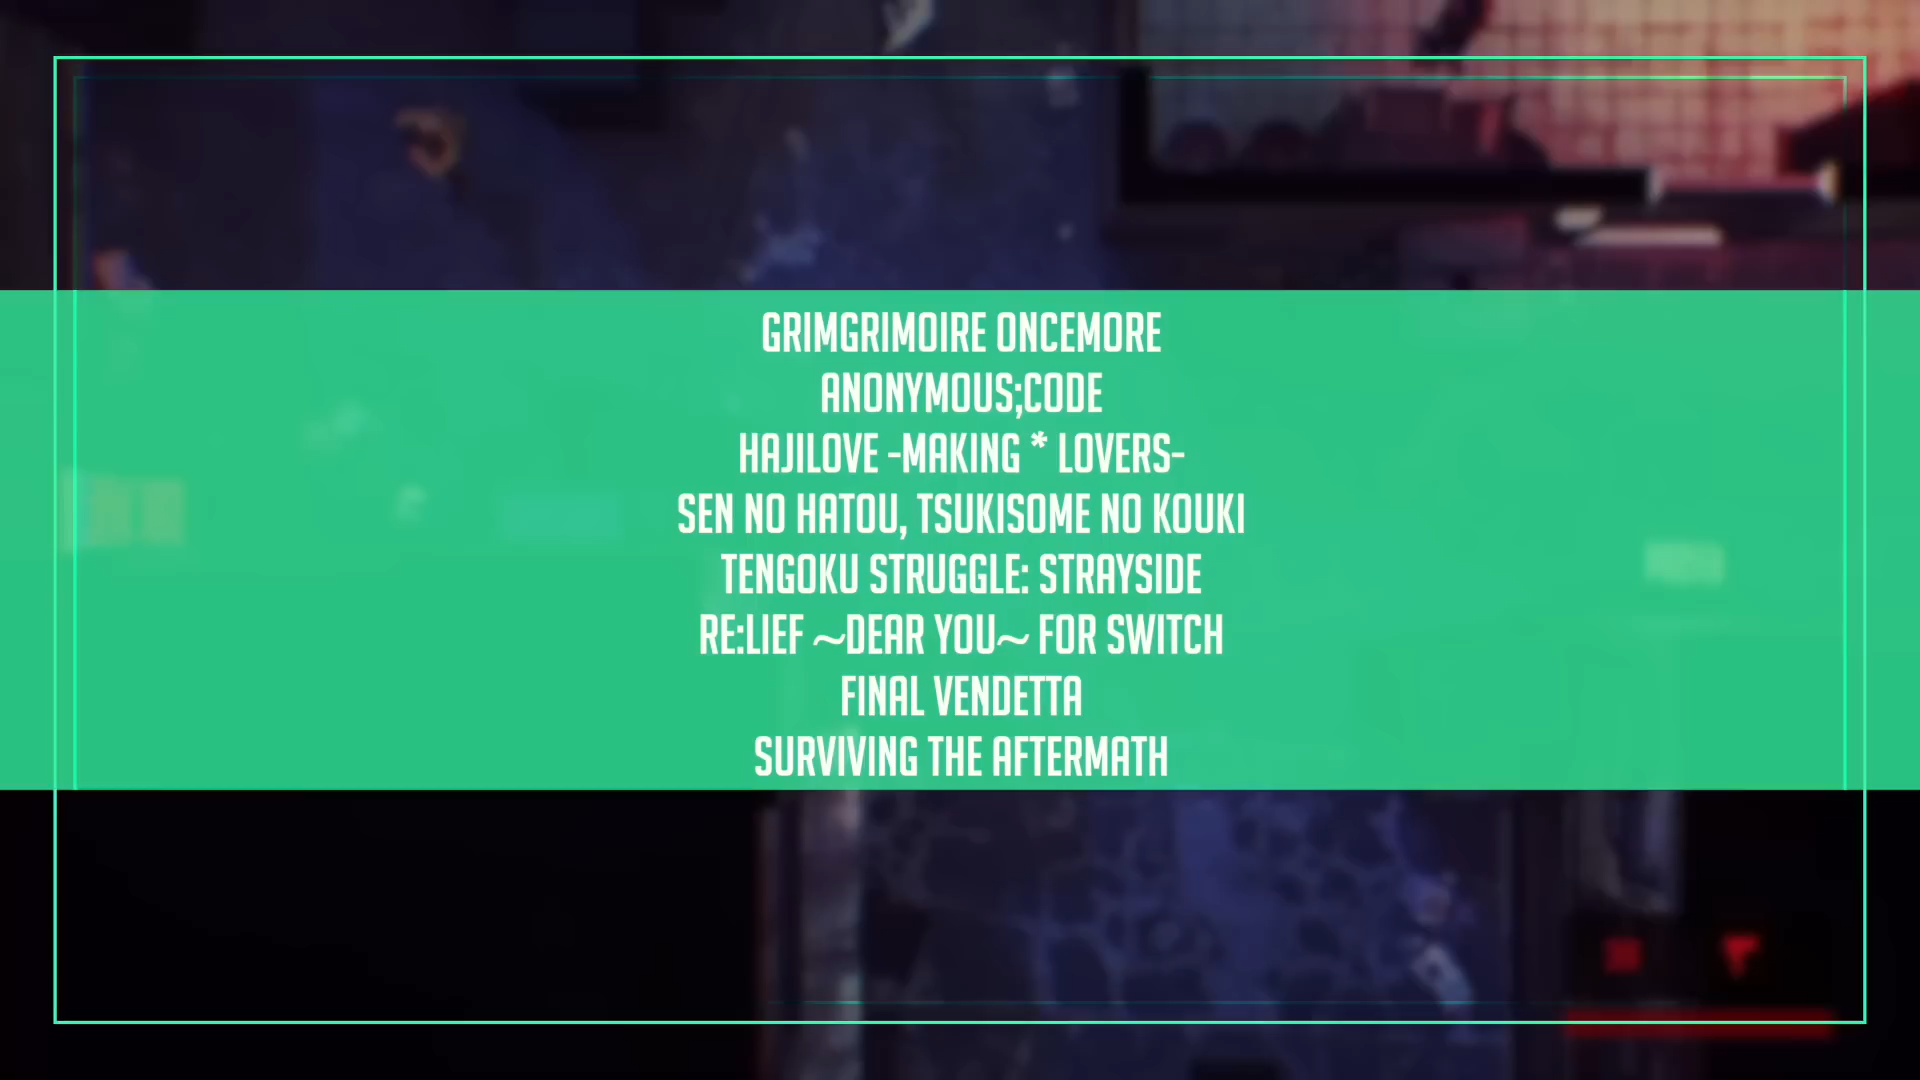 GRIMGRIMOIRE ONCEMORE
ANONYMOUS;CODE
HAJILOVE -MAKING * LOVERS-
SEN NO HATOU, TSUKISOME NO KOUKI
TENGOKU STRUGGLE: STRAYSIDE
RE:LIEF ~DEAR YOU~ FOR SWITCH
FINAL VENDETTA
SURVIVING THE AFTERMATH